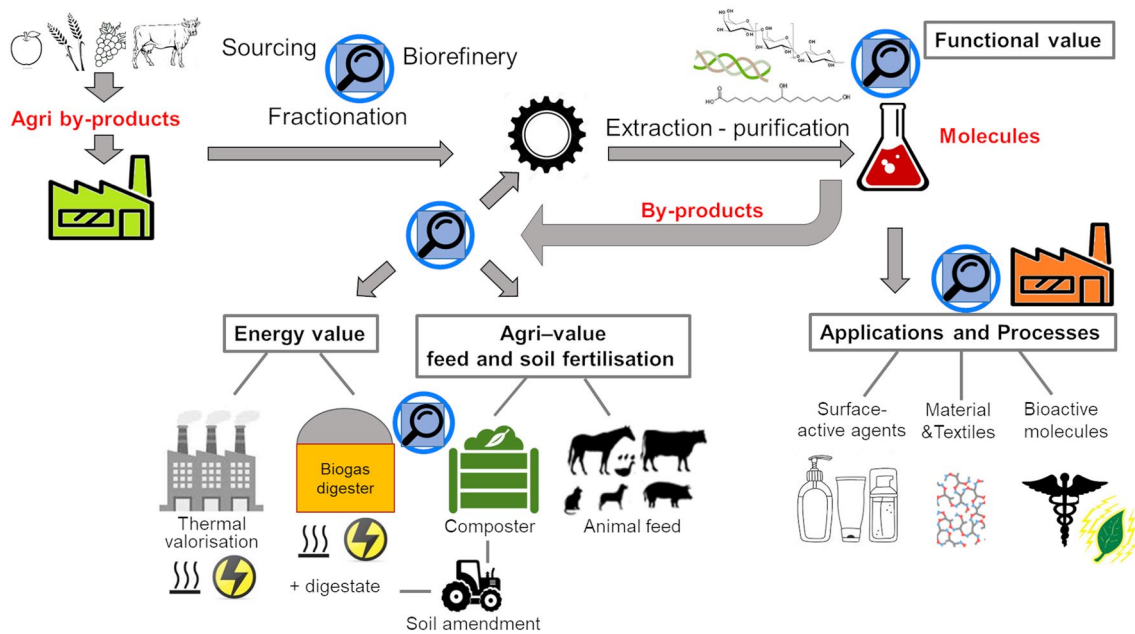 Sourcing
Biorefinery
Fractionation
Agri by-products
Extraction - purification
HO
OH
Functional value
Molecules
By-products
Energy value
Agri–value
feed and soil fertilisation
Applications and Processes
Surface-
active agents
Material
&Textiles
Bioactive
molecules
Biogas
digester
Thermal
valorisation
Composter
Animal feed
+ digestate
Soil amendment